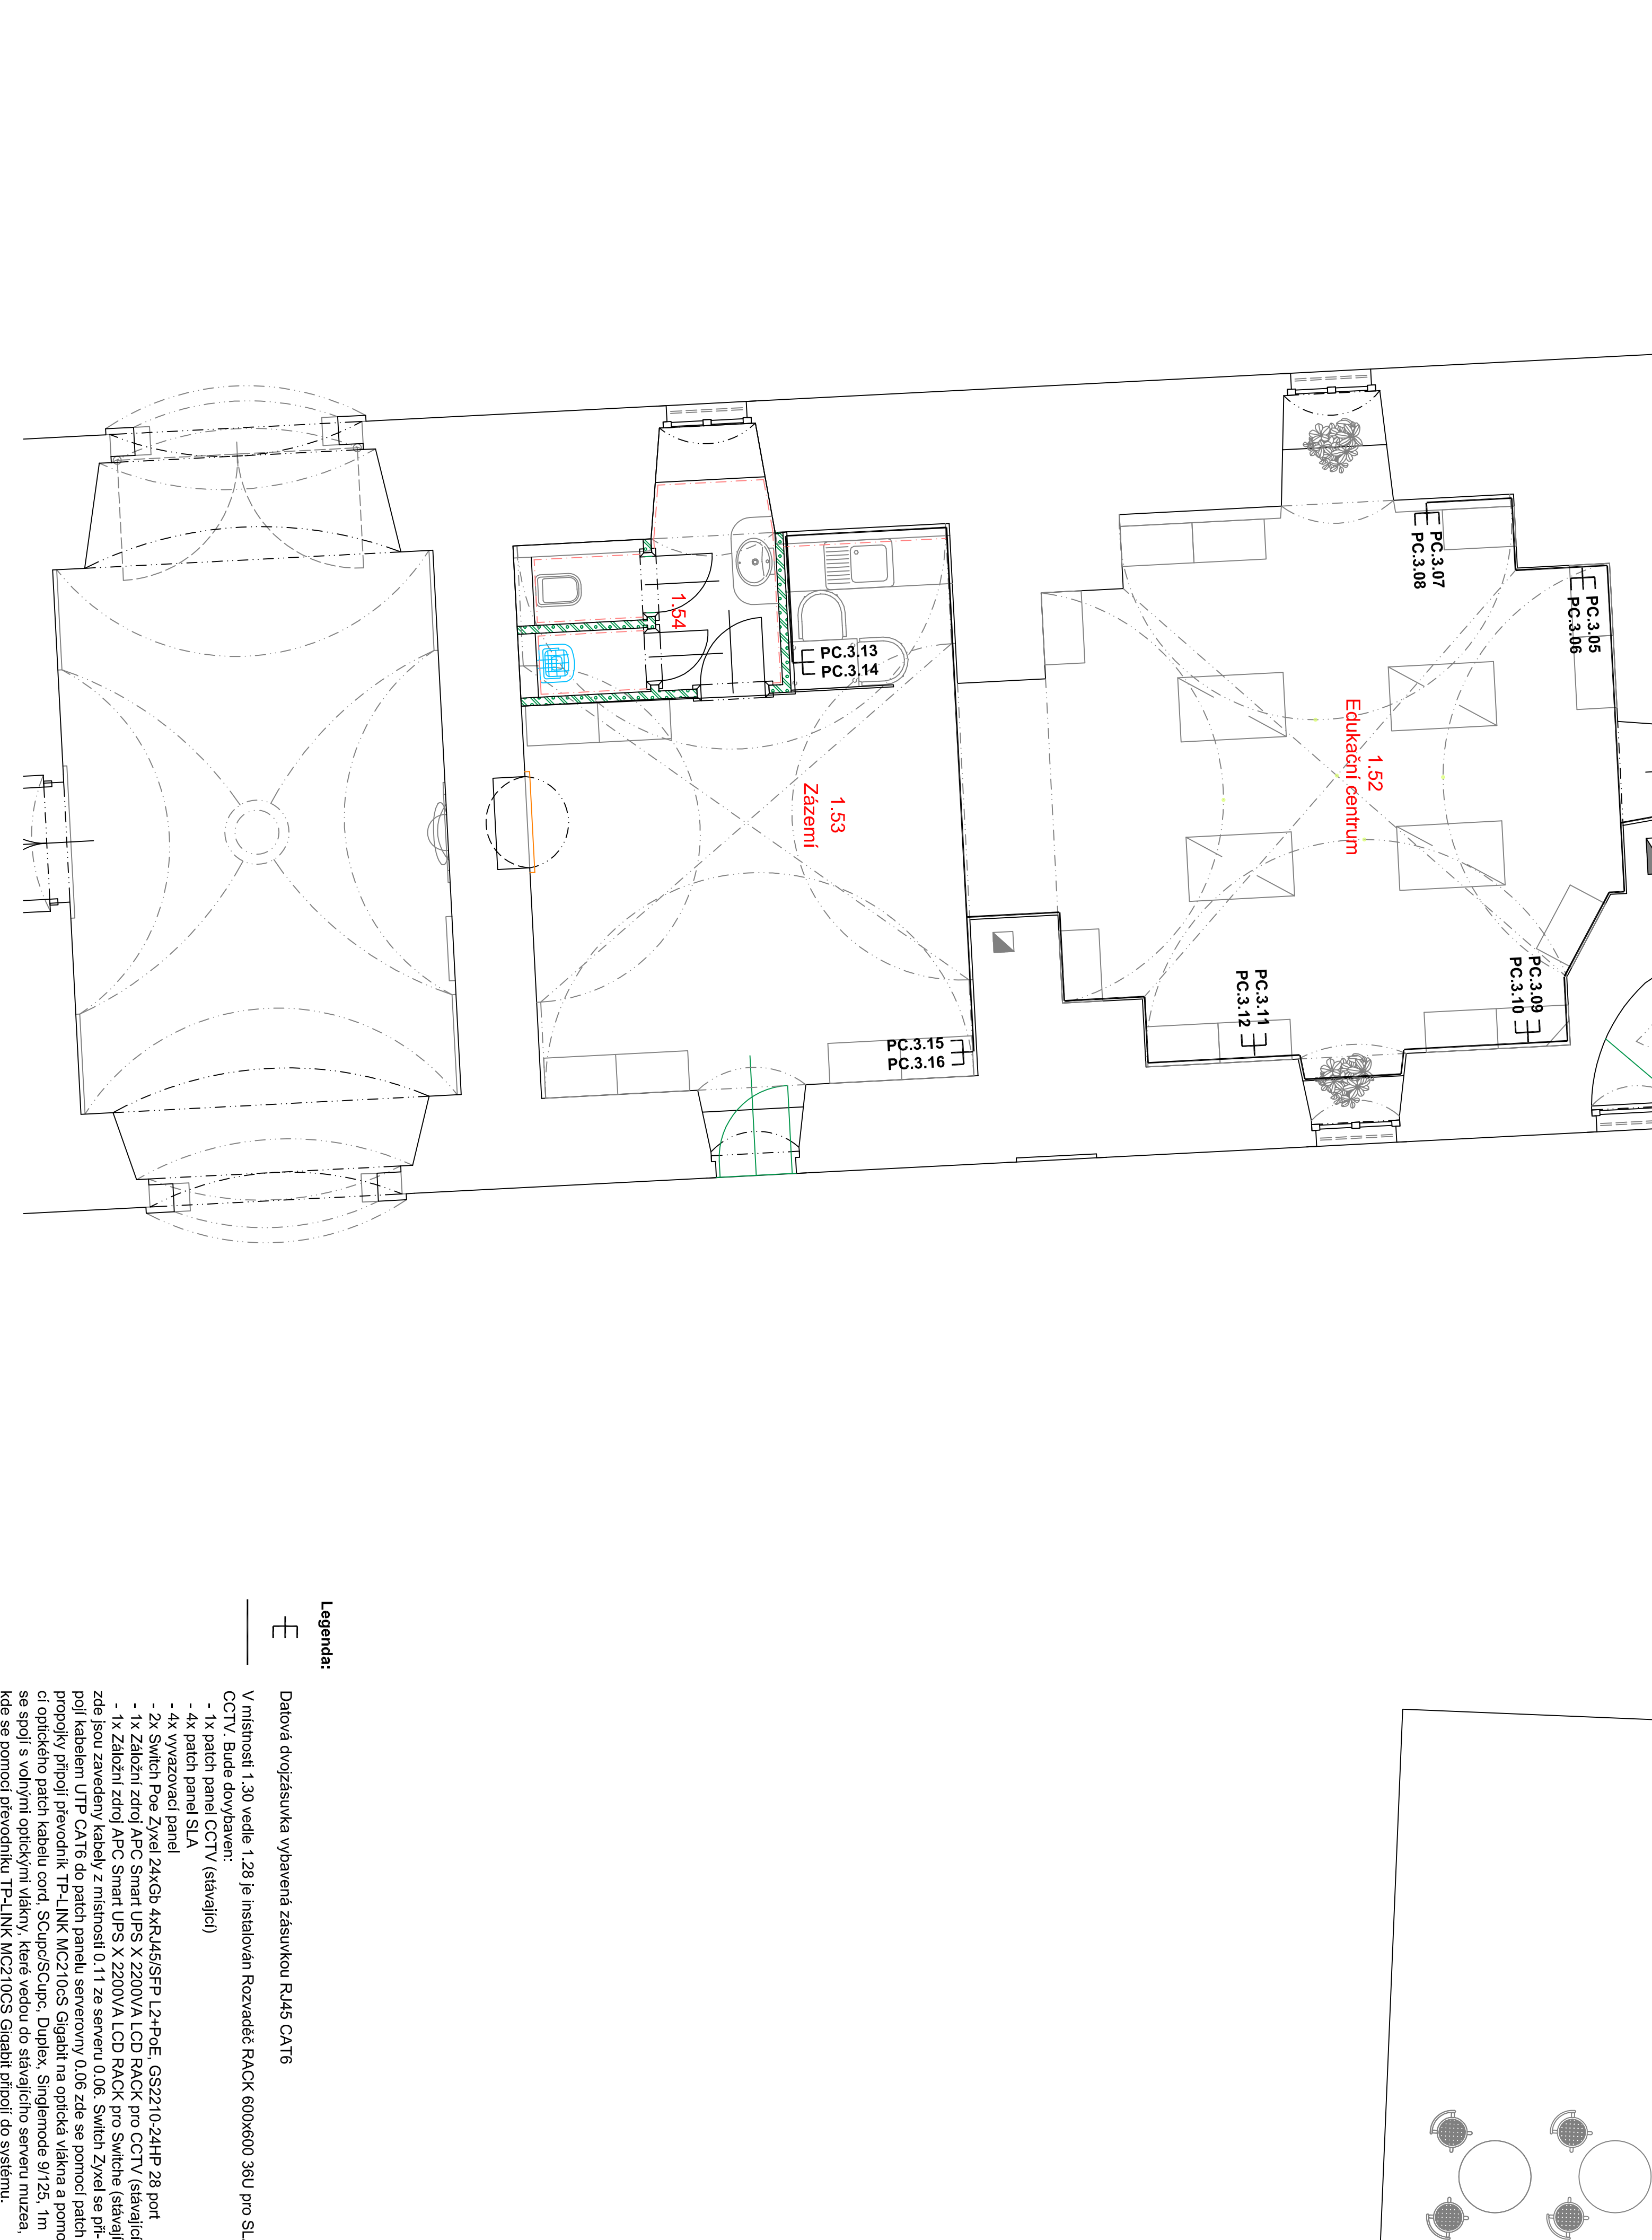 PC.3.07
PC.3.08
PC.3.05
PC.3.06
1.54
PC.3.13
PC.3.14
1.52
Edukační centrum
1.53
Zázemí
PC.3.09
PC.3.10
PC.3.11
PC.3.12
PC.3.15
PC.3.16
Legenda:
Datová dvojzásuvka vybavená zásuvkou RJ45 CAT6
V místnosti 1.30 vedle 1.28 je instalován Rozvaděč RACK 600x600 36U pro
CCTV. Bude dovybaven:
- 1x patch panel CCTV (stávající)
- 4x patch panel SLA
- 4x vyvazovací panel
- 2x Switch Poe Zyxel 24xGb 4xRJ45/SFP L2+PoE, GS2210-24HP 28 port
- 1x Záložní zdroj APC Smart UPS X 2200VA LCD RACK pro CCTV (stávající
- 1x Záložní zdroj APC Smart UPS X 2200VA LCD RACK pro Switche
zde jsou zavedeny kabely z místnosti 0.11 ze serveru 0.06. Switch Zyxel se při-
pojí kabelem UTP CAT6 do patch panelu serverovny 0.06 zde se pomocí patch
propojky připojí převodník TP-LINK MC210cS Gigabit na optická vlákna a pomo
cí optického patch kabelu cord, SCupc/SCupc, Duplex, Singlemode 9/125, 1m
se spojí s volnými optickými vlákny, které vedou do stávajícího serveru muzea,
kde se pomocí převodníku TP-LINK MC210CS Gigabit připojí do systému.